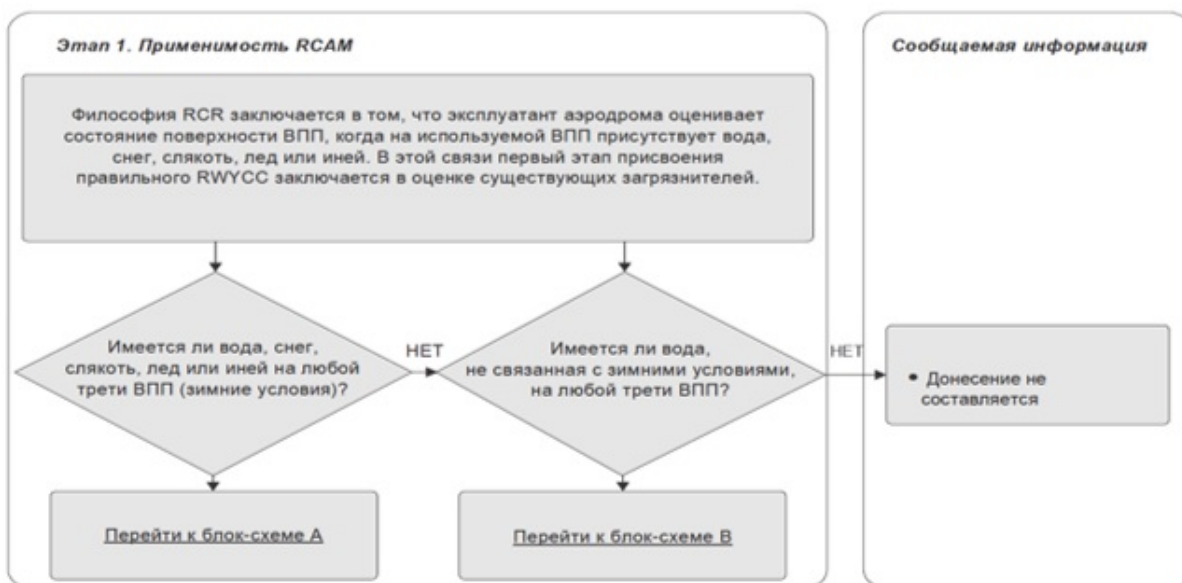 Этап 1. Применимость RCAM
Сообщаемая информация
Философия RCR заключается в том, что эксплуатант аэродрома оценивает
состояние поверхности ВПП, когда на используемой ВПП присутствует вода,
снег, слякоть, лед или иней. В этой связи первый этап присвоения
правильного RWYCC заключается в оценке существующих загрязнителей.
Имеется ли вода, снег,
слякоть, лед или иней на любой
трети ВПП (зимние условия)?
НЕТ
Имеется ли вода,
не связанная с зимними условиями,
на любой трети ВПП?
НЕТ
• Донесение не
составляется
Перейти к блок-схеме А
Перейти к блок-схеме В